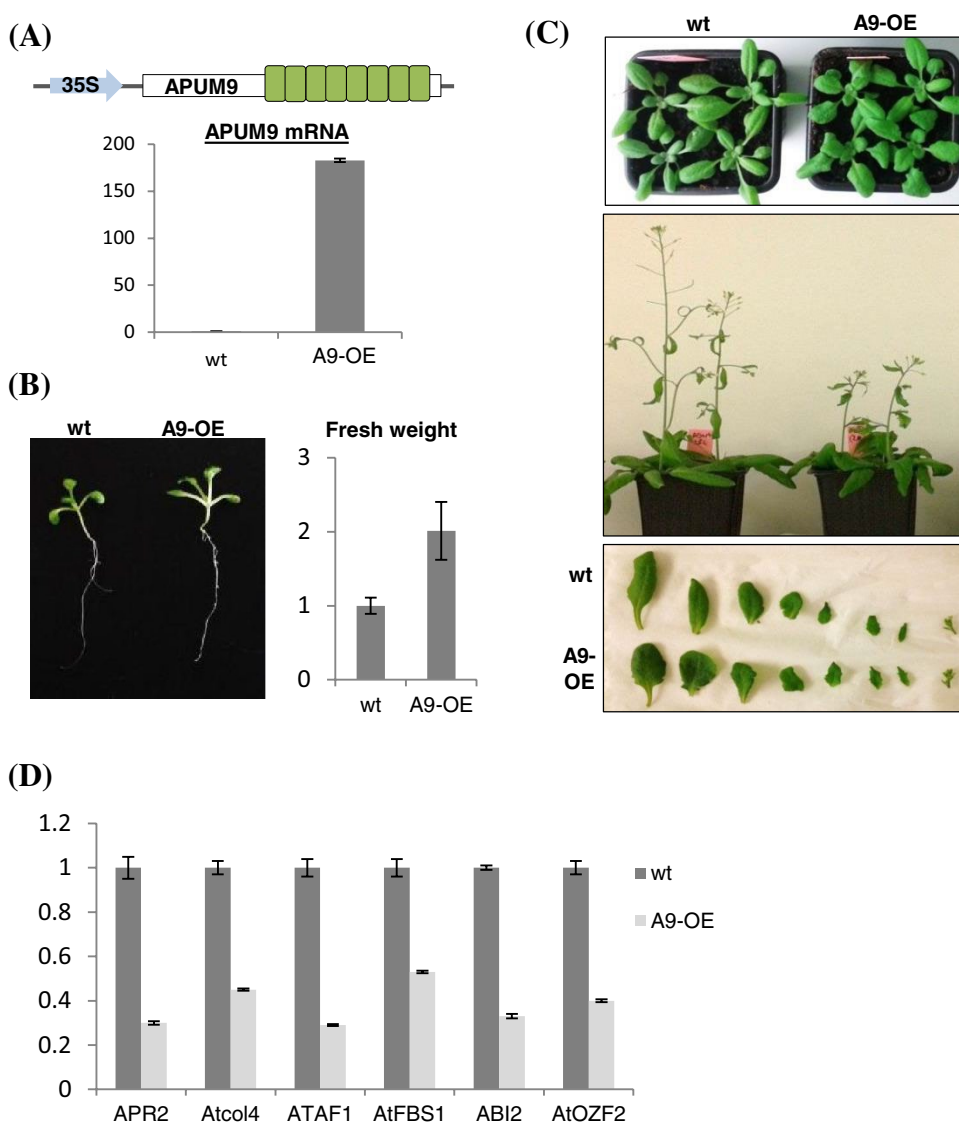 (A)
35S APUM9
APUM9 mRNA
200
150
100
50
0
wt A9-OE
(B)
wt A9-OE
Fresh weight
3
2
1
0
wt A9-OE
(C)
wt A9-OE
wt
A9-
OE
(D)
1.2
1
0.8
0.6
0.4
0.2
0
APR2 Atcol4 ATAF1 AtFBS1 ABI2 AtOZF2
wt
A9-OE